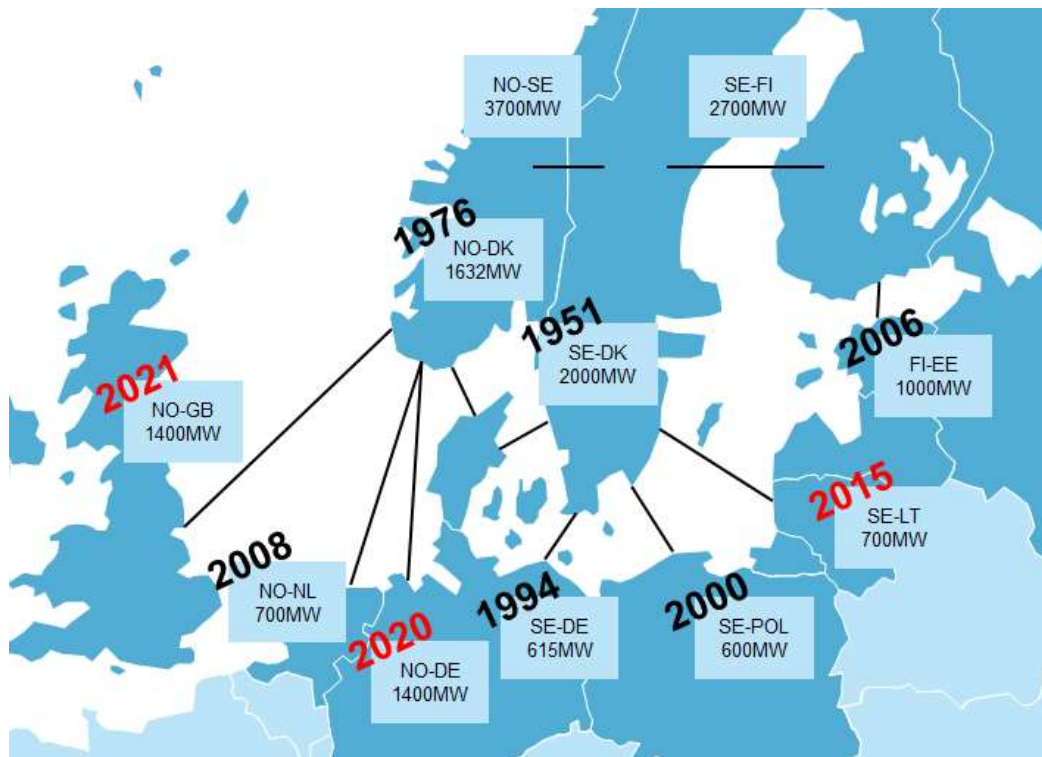 NO-SE
3700MW
SE-FI
2700MW
1976
NO-DK
1632MW
1951
SE-DK
2000MW
2006
FI-EE
1000MW
2021
NO-GB
1400MW
2015
SE-LT
700MW
2008
NO-NL
700MW
1994
SE-DE
615MW
2000
SE-POL
600MW
2020
NO-DE
1400MW